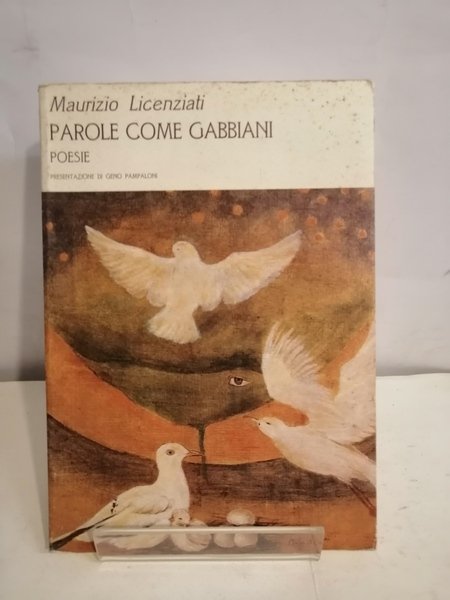 Maurizio Licenziati
PAROLE COME GABBIANI
POESIE
PRESENTAZIONE DI GENO PAMPALONI